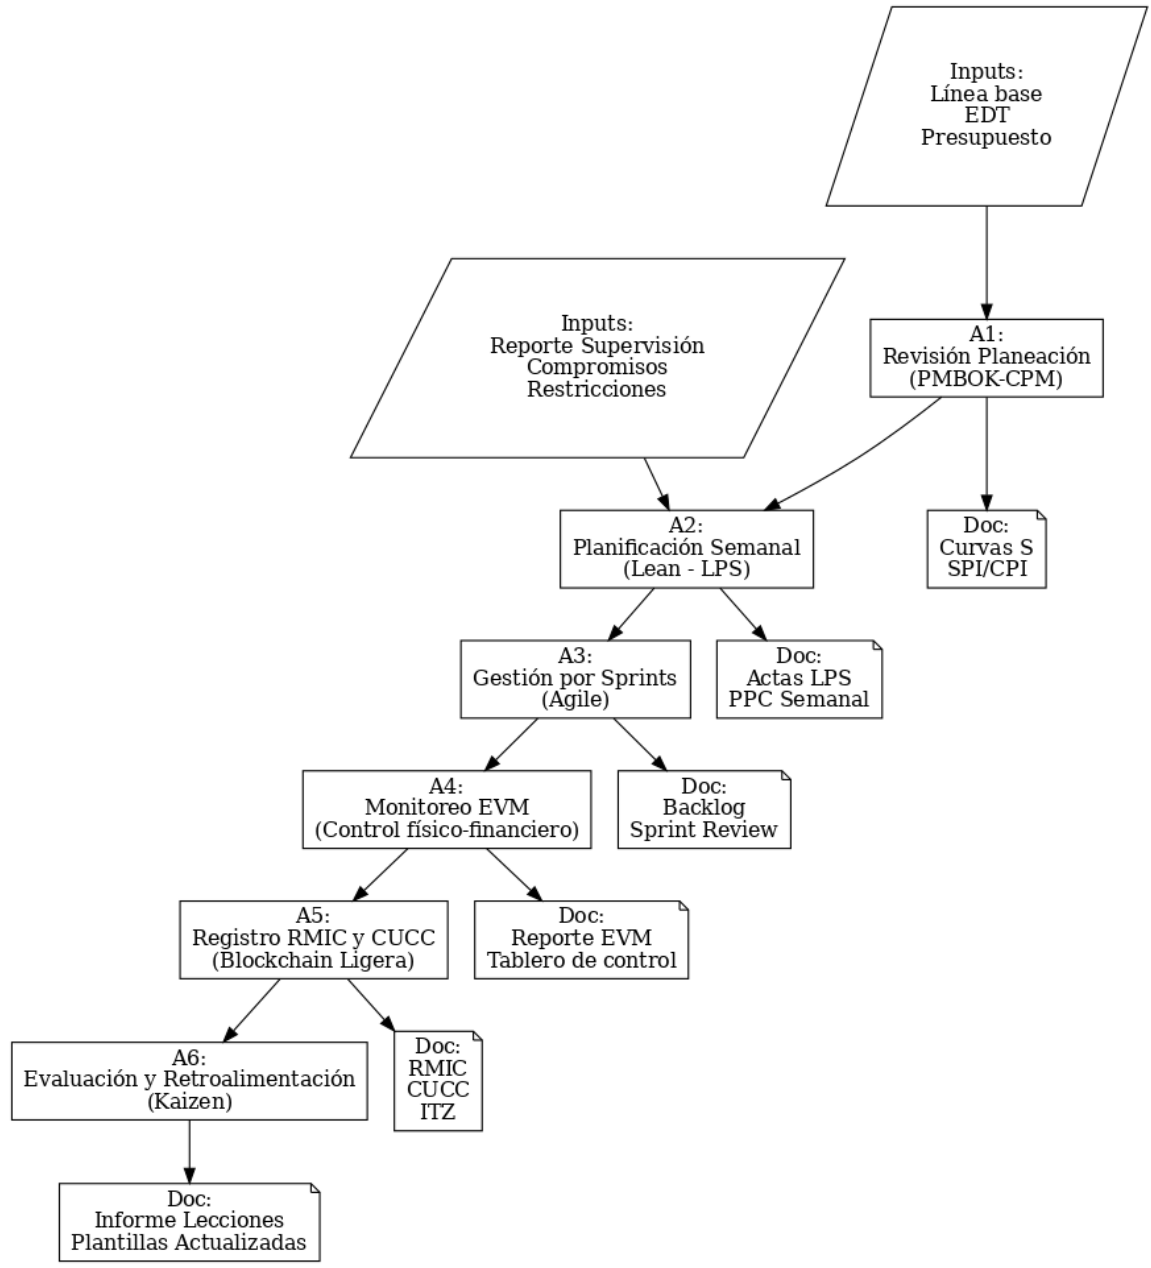 Inputs:
Línea base
EDT
Presupuesto
Inputs:
Reporte Supervisión
Compromisos
Restricciones
A1:
Revisión Planeación
(PMBOK-CPM)
A2:
Planificación Semanal
(Lean - LPS)
Doc:
Curvas S
SPI/CPI
A3:
Gestión por Sprints
(Agile)
Doc:
Actas LPS
PPC Semanal
A4:
Monitoreo EVM
(Control físico-financiero)
Doc:
Backlog
Sprint Review
A5:
Registro RMIC y CUCC
(Blockchain Ligera)
Doc:
Reporte EVM
Tablero de control
A6:
Evaluación y Retroalimentación
(Kaizen)
Doc:
RMIC
CUCC
ITZ
Doc:
Informe Lecciones
Plantillas Actualizadas